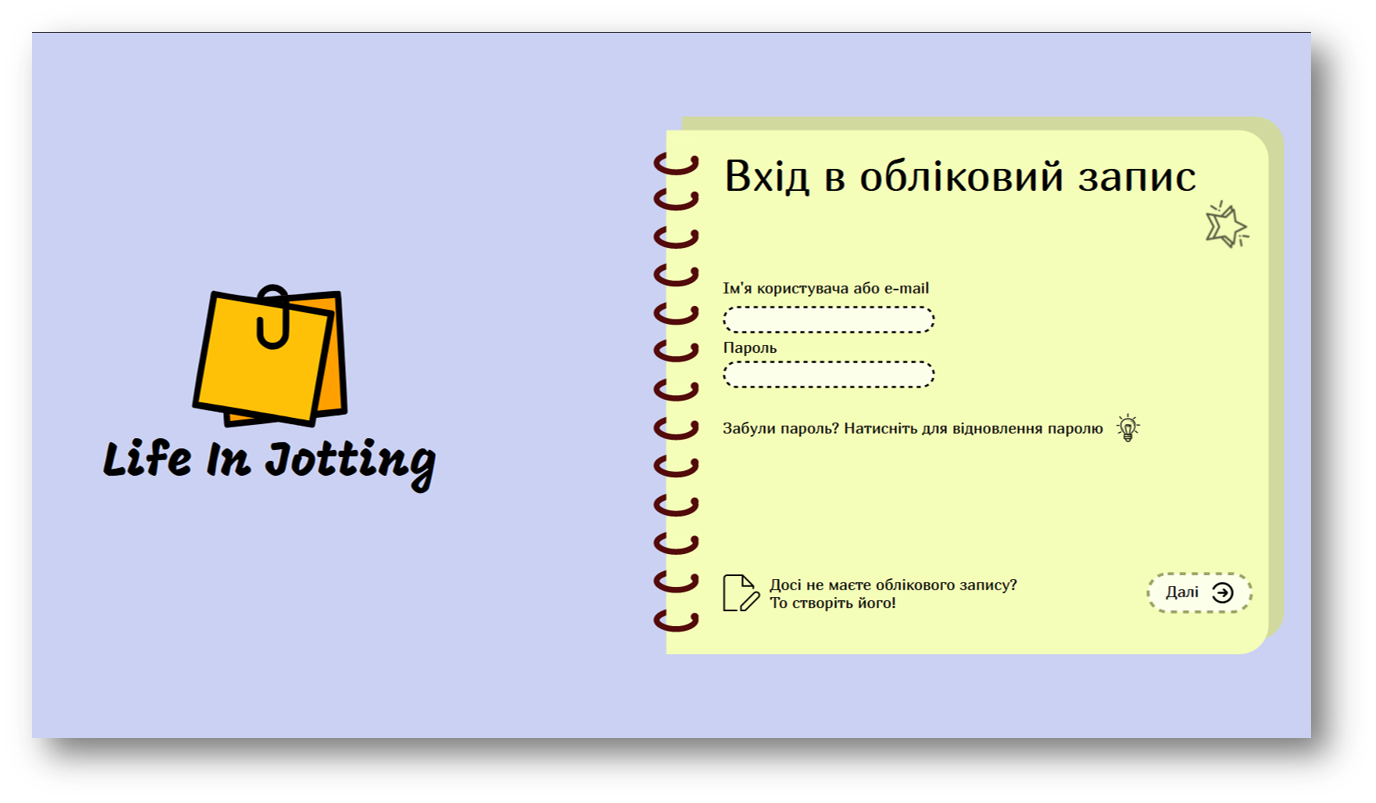 Life In Jotting
Вхід в обліковий запис
Ім'я користувача або e-mail
Пароль
Забули пароль? Натисніть для відновлення паролю
Досі не маєте облікового запису?
То створіть його!
Далі